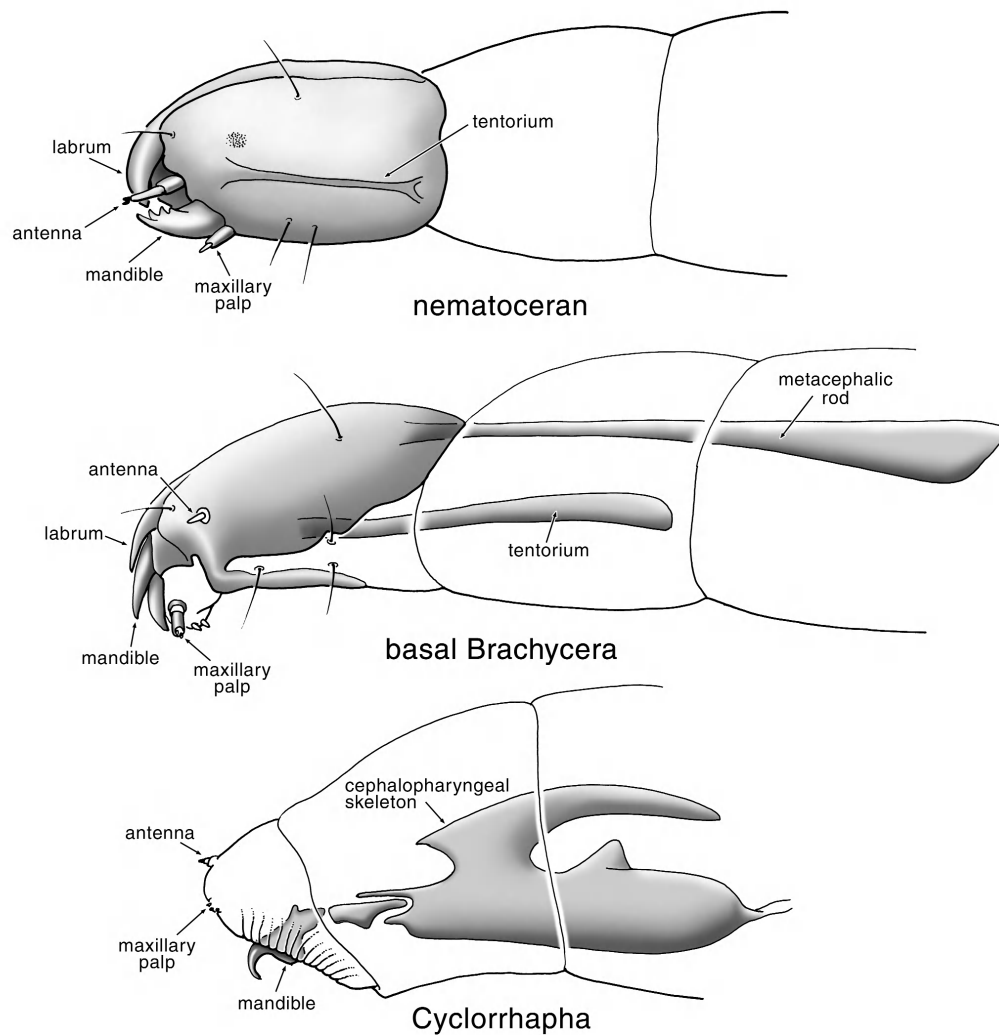 tentorium
labrum
antenna
mandible
maxillary
palp
nematoceran
metacephalic
rod
antenna
labrum
tentorium
mandible
maxillary
palp
basal Brachycera
cephalopharyngeal
skeleton
antenna
maxillary
palp
mandible
Cyclorrhapha